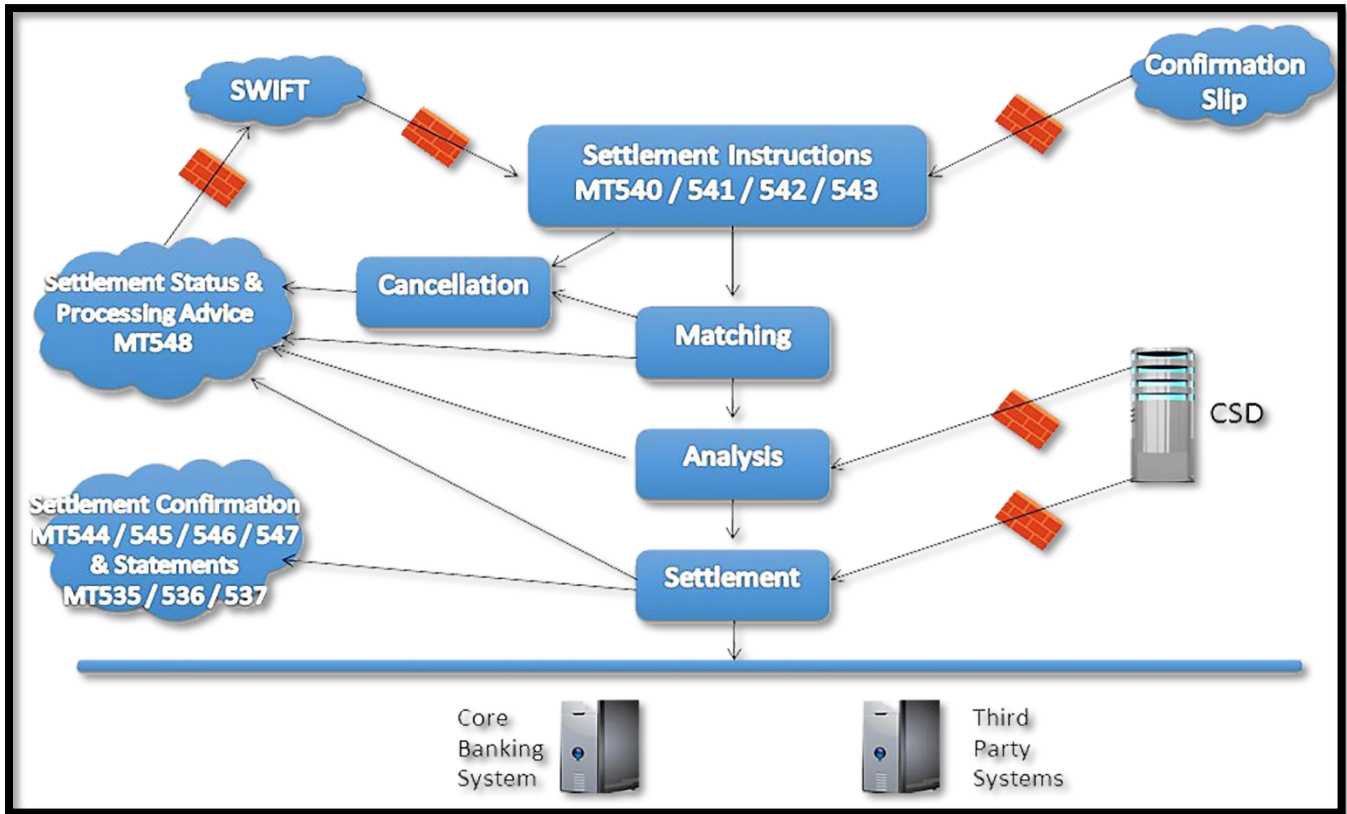 SWIFT
Confirmation
Slip
Settlement Instructions
MT540 / 541 / 542 / 543
Settlement Status &
Processing Advice
MT548
Cancellation
Matching
CSD
Analysis
Settlement Confirmation
MT544 / 545 / 546 / 547
& Statements
MT535 / 536 / 537
Settlement
Core
Banking
System
Third
Party
Systems